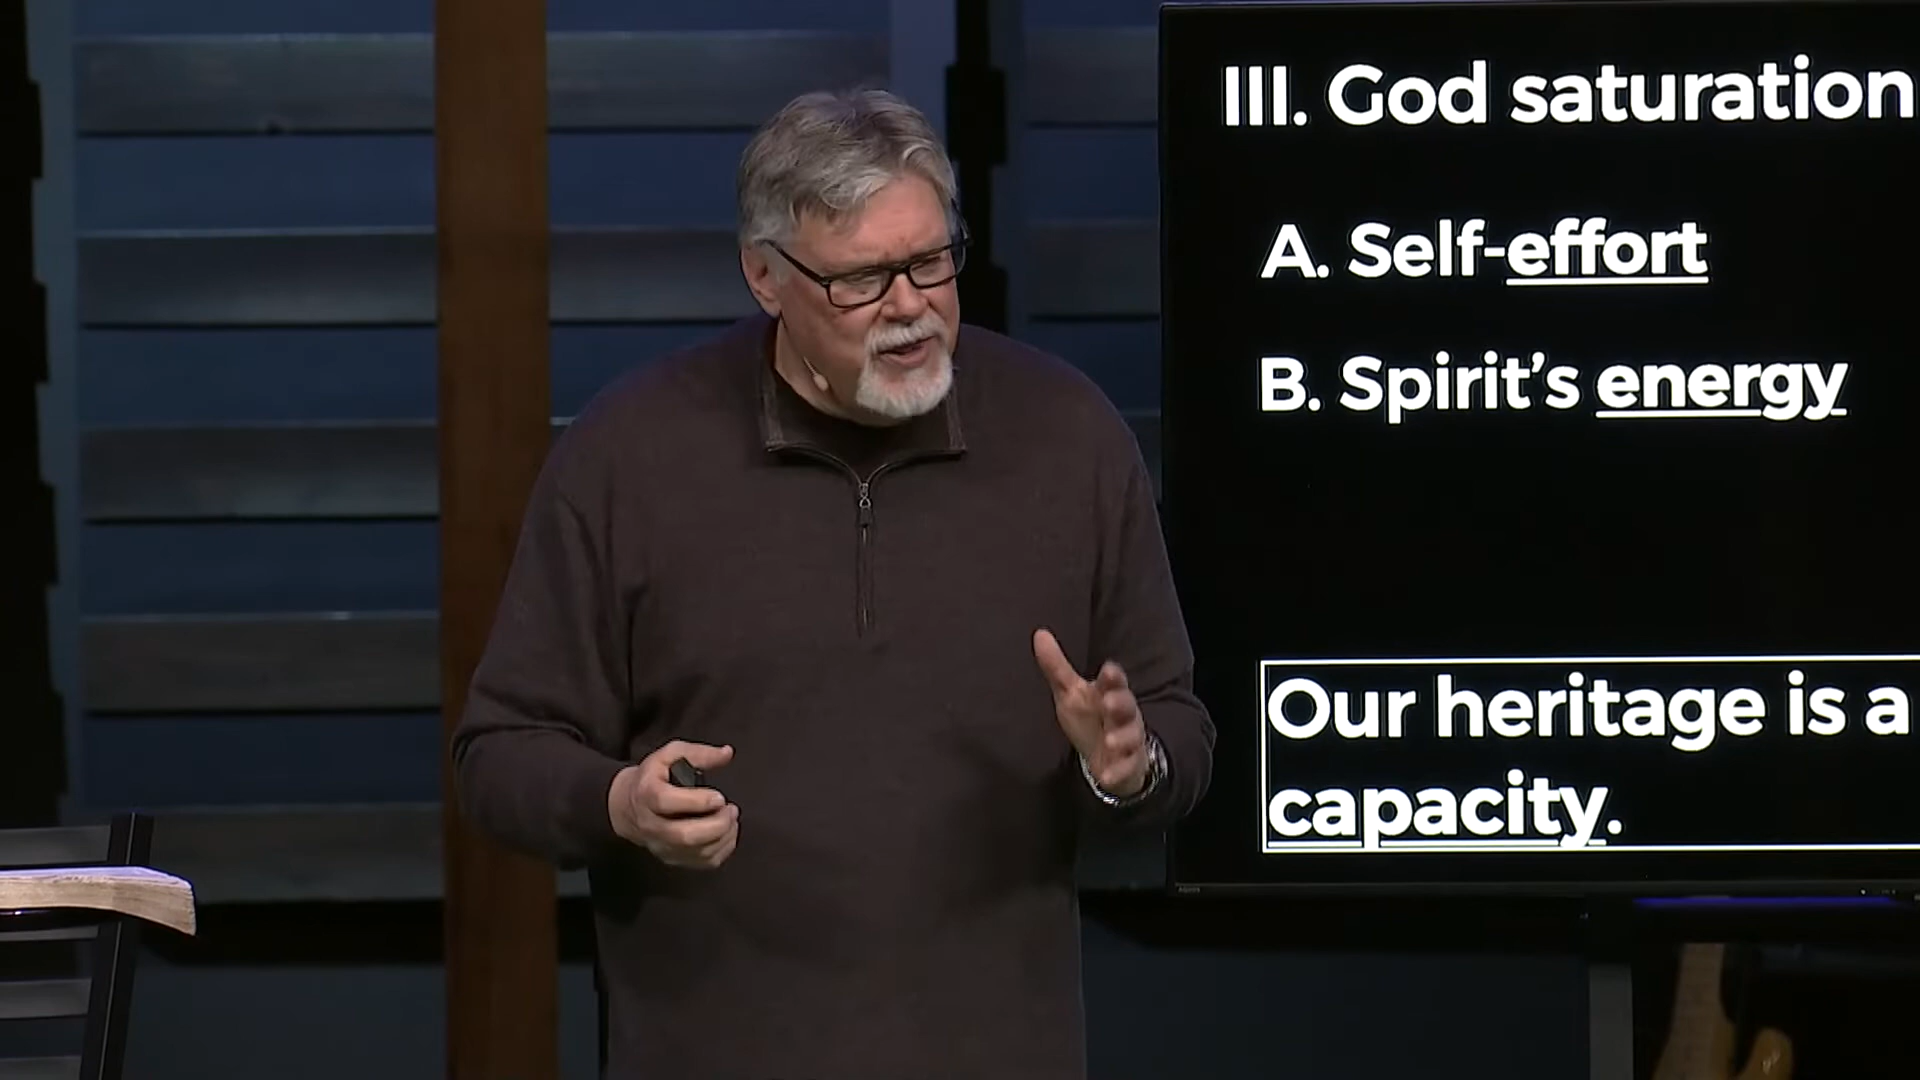 III. God saturation
A. Self-effort
B. Spirit’s energy
Our heritage is a
capacity.